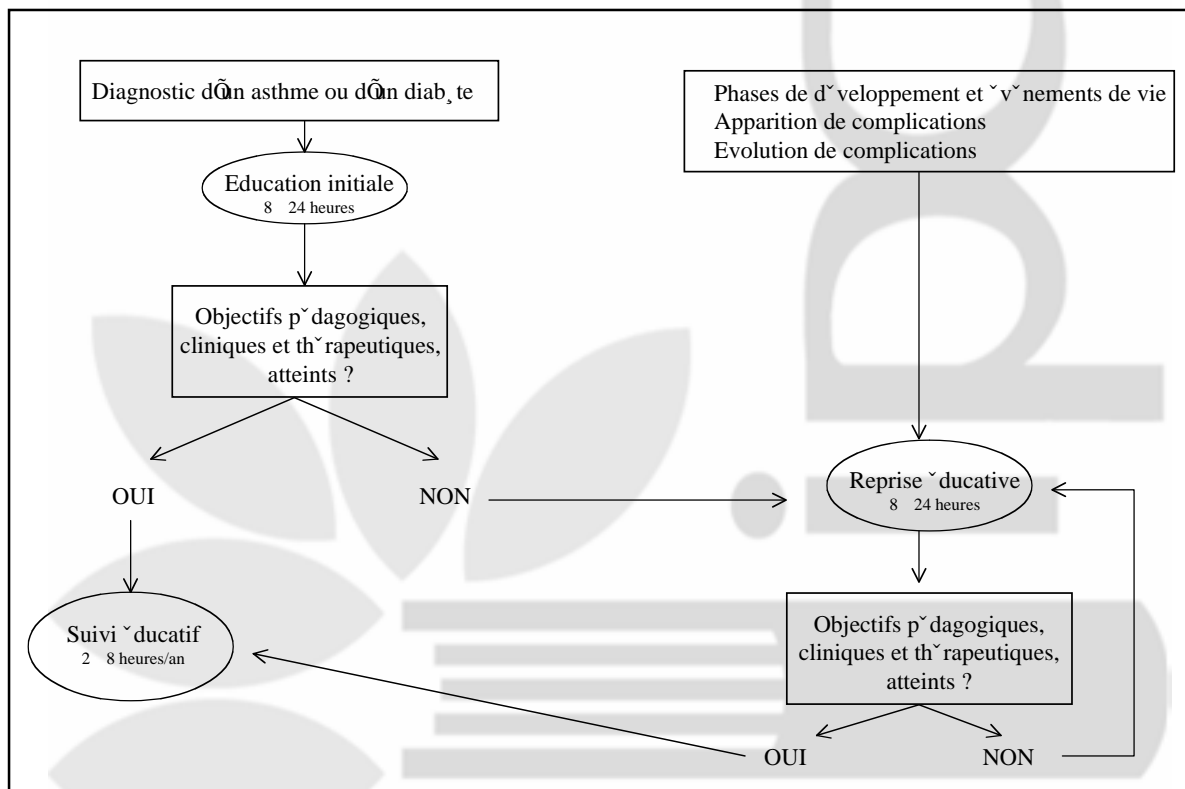 Diagnostic dÕun asthme ou dÕun diab¸te
Phases de dˇveloppement et ˇvˇnements de vie
Apparition de complications
Evolution de complications
Education initiale
8 24 heures
Objectifs pˇdagogiques,
cliniques et thˇrapeutiques,
atteints ?
OUI
NON
Reprise ˇducative
8 24 heures
Suivi ˇducatif
2 8 heures/an
Objectifs pˇdagogiques,
cliniques et thˇrapeutiques,
atteints ?
OUI
NON